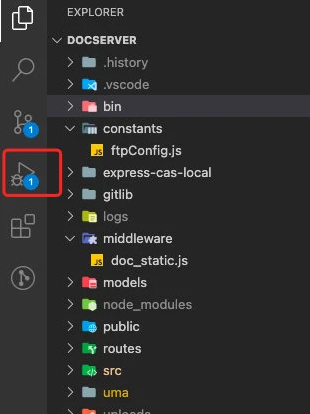 EXPLORER
DOCSERVER
.history
.vscode
bin
constants
JS ftpConfig.js
express-cas-local
gitlib
logs
middleware
JS doc_static.js
models
node_modules
public
routes
src
uma
uploads
1
1